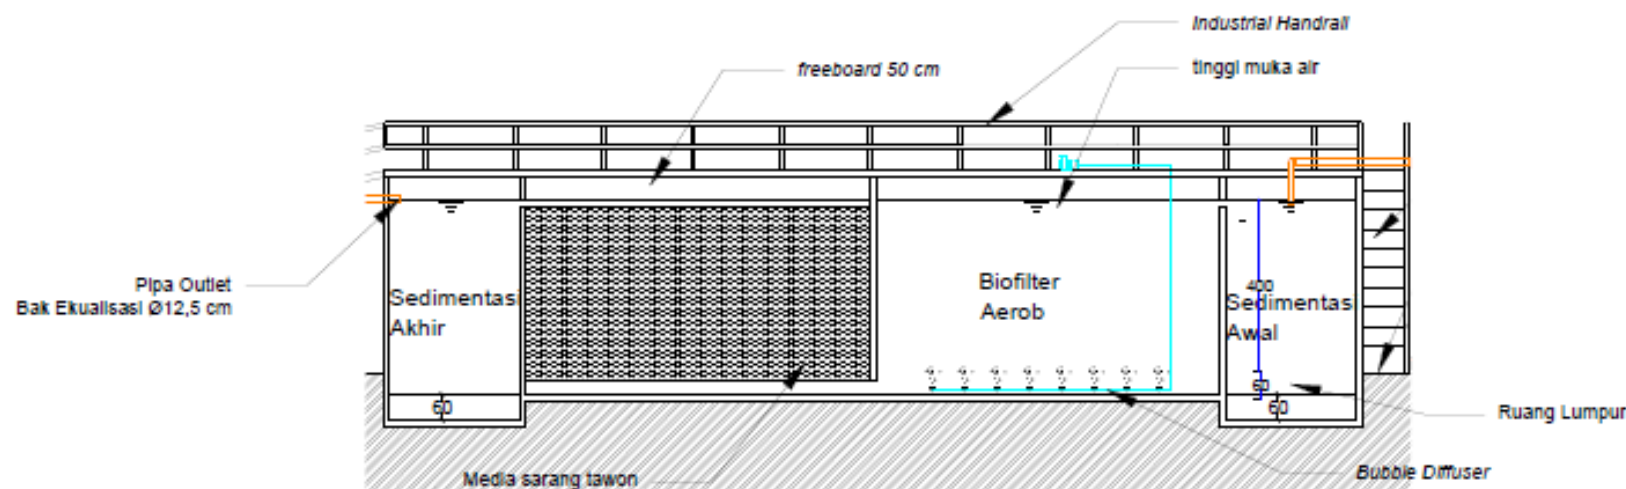 Industrial Handrail
freeboard 50 cm
tinggi muka air
Pipa Outlet
Bak Ekualisasi Ø12,5 cm
Sedimentasi
Akhir
Biofilter
Aerob
400
Sedimentasi
Awal
60
60
60
Ruang Lumpur
Media sarang tawon
Bubble Diffuser